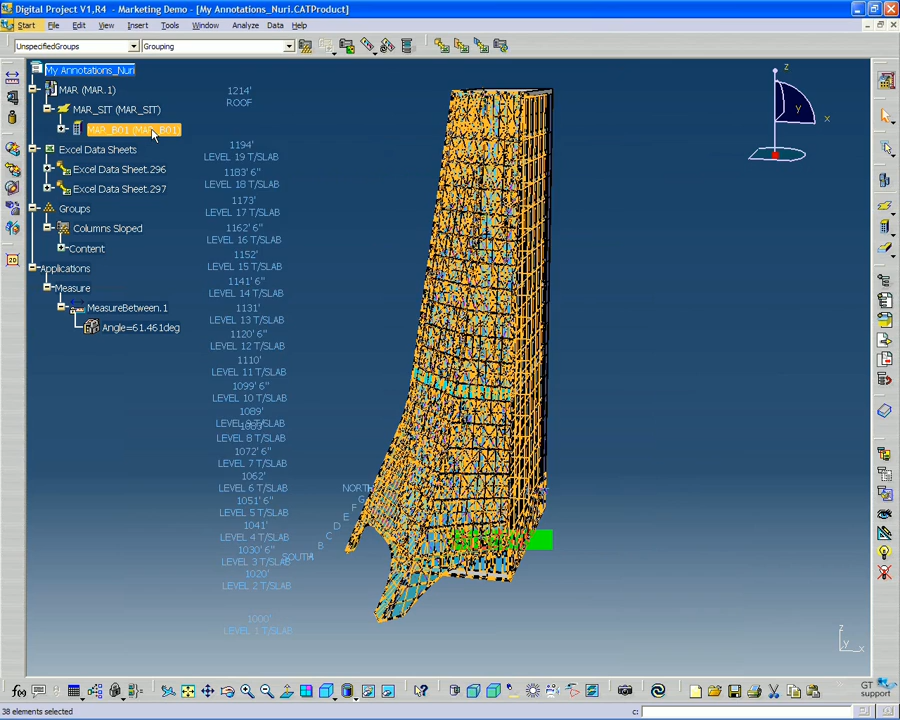 Digital Project V1,R4 - Marketing Demo - [My Annotations_Nuri.CATProduct]
Start File Edit View Insert Tools Window Analyze Data Help
UnspecifiedGroups Grouping
My Annotations_Nuri
MAR (MAR.1)
MAR_SIT (MAR_SIT)
MAR_B01 (MAR_B01)
Excel Data Sheets
Excel Data Sheet.296
Excel Data Sheet.297
Groups
Columns Sloped
Content
Applications
Measure
MeasureBetween.1
Angle=61.461deg
1214'
ROOF
1194'
LEVEL 19 T/SLAB
1183' 6"
LEVEL 18 T/SLAB
1173'
LEVEL 17 T/SLAB
1162' 6"
LEVEL 16 T/SLAB
1152'
LEVEL 15 T/SLAB
1141' 6"
LEVEL 14 T/SLAB
1131'
LEVEL 13 T/SLAB
1120' 6"
LEVEL 12 T/SLAB
1110'
LEVEL 11 T/SLAB
1099' 6"
LEVEL 10 T/SLAB
1089'
LEVEL 8 T/SLAB
1072' 6"
LEVEL 7 T/SLAB
1062'
LEVEL 6 T/SLAB
1051' 6"
LEVEL 5 T/SLAB
1041'
LEVEL 4 T/SLAB
1030' 6"
LEVEL 3 T/SLAB
1020'
LEVEL 2 T/SLAB
1000'
LEVEL 1 T/SLAB
NORTH
G
F
E
D
C
B
SOUTH
z
y
x
z
y
x
f(x)
GT
support
38 elements selected
c: